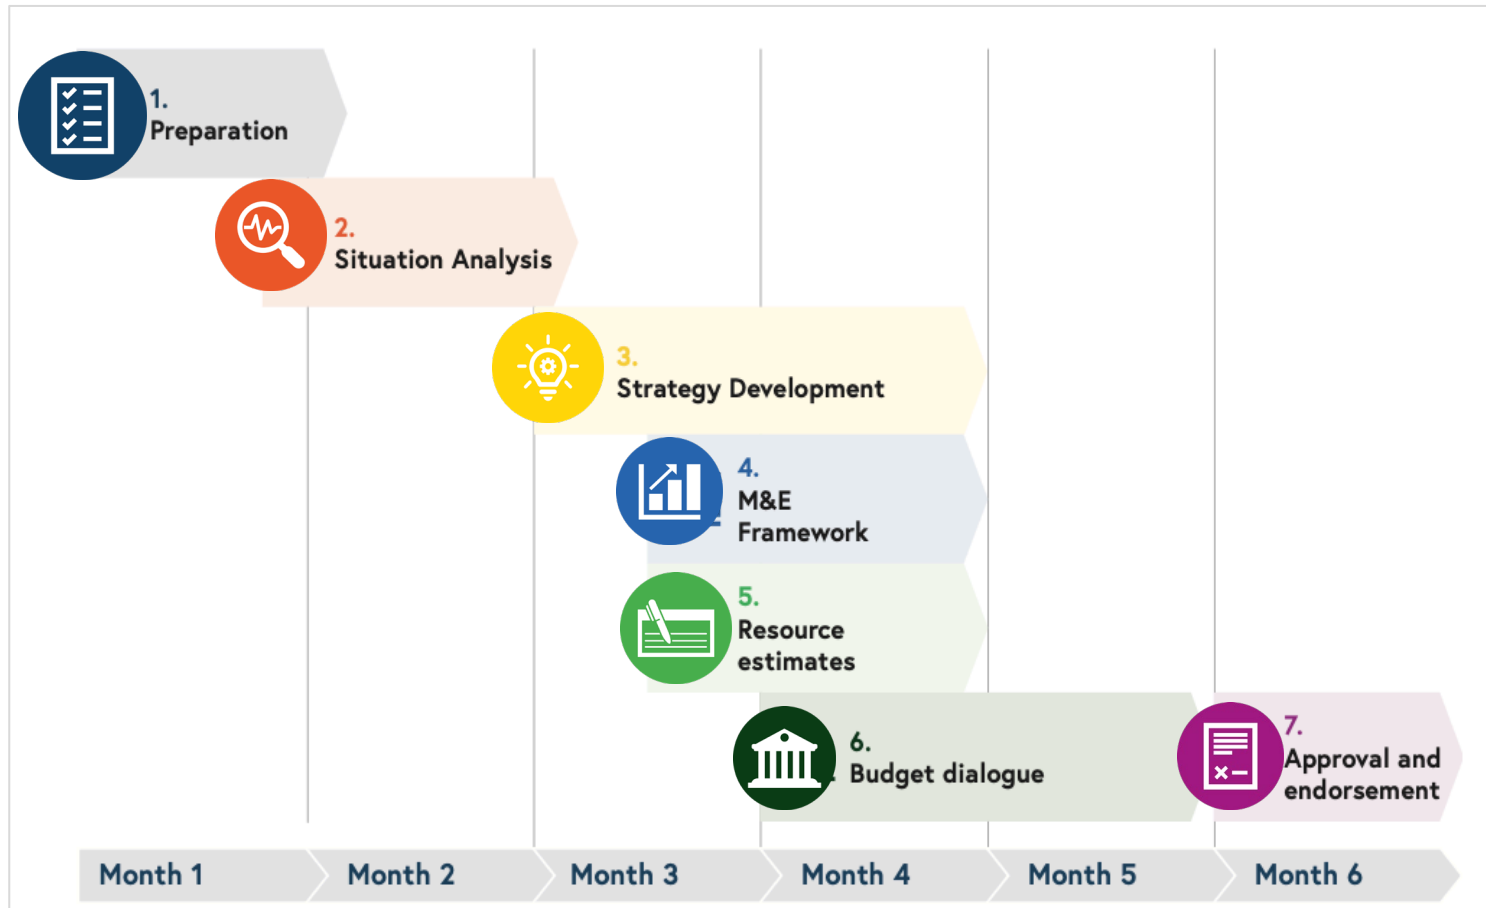 1.
Preparation
2.
Situation Analysis
3.
Strategy Development
4.
M&E
Framework
5.
Resource
estimates
6.
Budget dialogue
7.
Approval and
endorsement
Month 1
Month 2
Month 3
Month 4
Month 5
Month 6